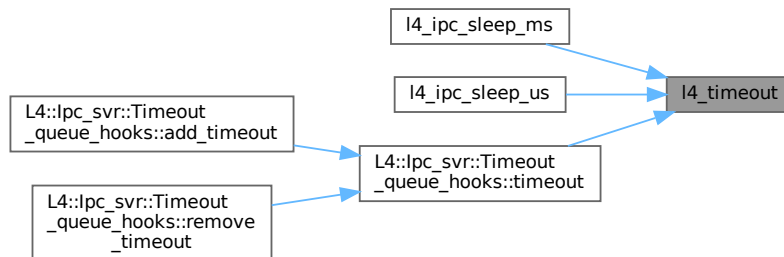 l4_ipc_sleep_ms
l4_ipc_sleep_us
l4_timeout
L4::Ipc_svr::Timeout
_queue_hooks::add_timeout
L4::Ipc_svr::Timeout
_queue_hooks::timeout
L4::Ipc_svr::Timeout
_queue_hooks::remove
_timeout